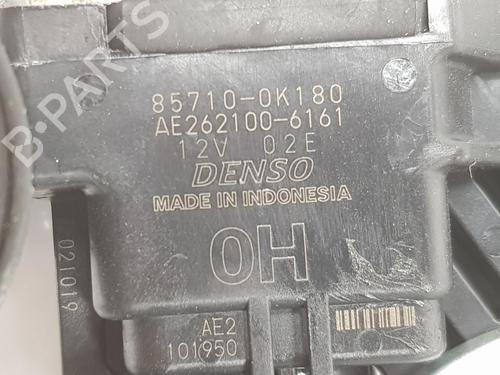 B-PARTS
85710-0K180
AE262100-6161
12V 02E
DENSO
MADE IN INDONESIA
0H
021019
AE2
101950